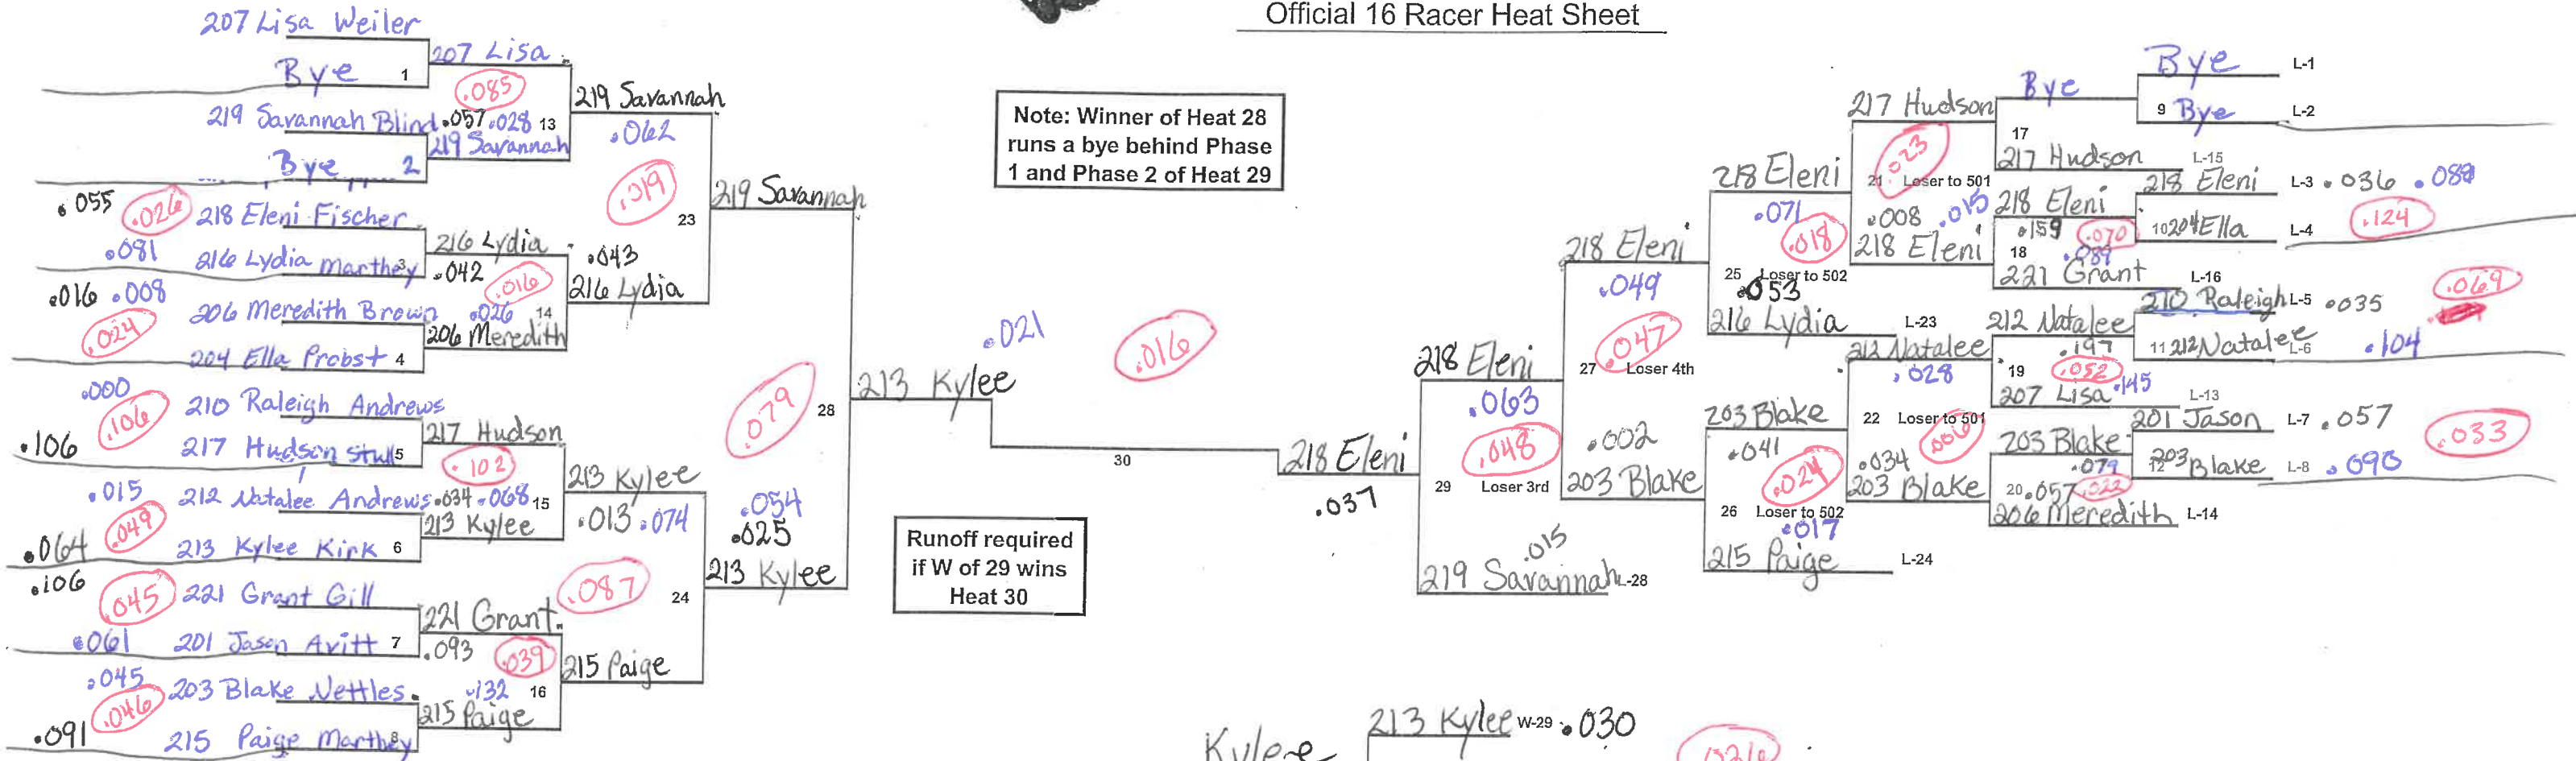 Official 16 Racer Heat Sheet
207 Lisa Weiler
Bye 1
207 Lisa
.085
219 Savannah Blind
.057 .028 13
Bye 2
219 Savannah
219 Savannah
.062
.019
23
.055 .026 218 Eleni Fischer
.081 216 Lydia Marthey 3
216 Lydia
.042 .016
.043
216 Lydia
.016 .008
.024
206 Meredith Brown
.026 14
204 Ella Probst 4
206 Meredith
219 Savannah
.000
.106
210 Raleigh Andrews
.106 217 Hudson Stull 5
217 Hudson
.102
.015
.049
212 Natalee Andrews
.034 .068 15
.064 213 Kylee Kirk 6
213 Kylee
213 Kylee
.013 .074
.087
24
.106
.045 221 Grant Gill
.061 201 Jason Avitt 7
221 Grant
.093 .039
.045
.046 203 Blake Nettles
.132 16
.091 215 Paige Marthey 8
215 Paige
215 Paige
.079
28
.054
.025
213 Kylee
213 Kylee
.021
.016
30
Note: Winner of Heat 28
runs a bye behind Phase
1 and Phase 2 of Heat 29
Runoff required
if W of 29 wins
Heat 30
218 Eleni
.037
218 Eleni
.063
.048
29 Loser 3rd
219 Savannah L-28
.015
218 Eleni
.049
.047
27 Loser 4th
.002
203 Blake
218 Eleni
.071
.018
25 Loser to 502
.053
216 Lydia L-23
203 Blake
.041
.024
26 Loser to 502
.017
215 Paige L-24
217 Hudson
.023
21 Loser to 501
.008 .015
218 Eleni
212 Natalee
.028
22 Loser to 501
.006
.034
203 Blake
Bye
17
217 Hudson L-15
218 Eleni
.159 .070
18 .089
221 Grant L-16
212 Natalee
.197
19 .052
207 Lisa .145 L-13
203 Blake
.079
20 .057 .022
206 Meredith L-14
Bye L-1
9 Bye L-2
218 Eleni L-3 .036
10 204 Ella L-4 .124
210 Raleigh L-5 .035 .069
11 212 Natalee L-6 .104
201 Jason L-7 .057 .033
12 203 Blake L-8 .090
Kylee
213 Kylee W-29 .030